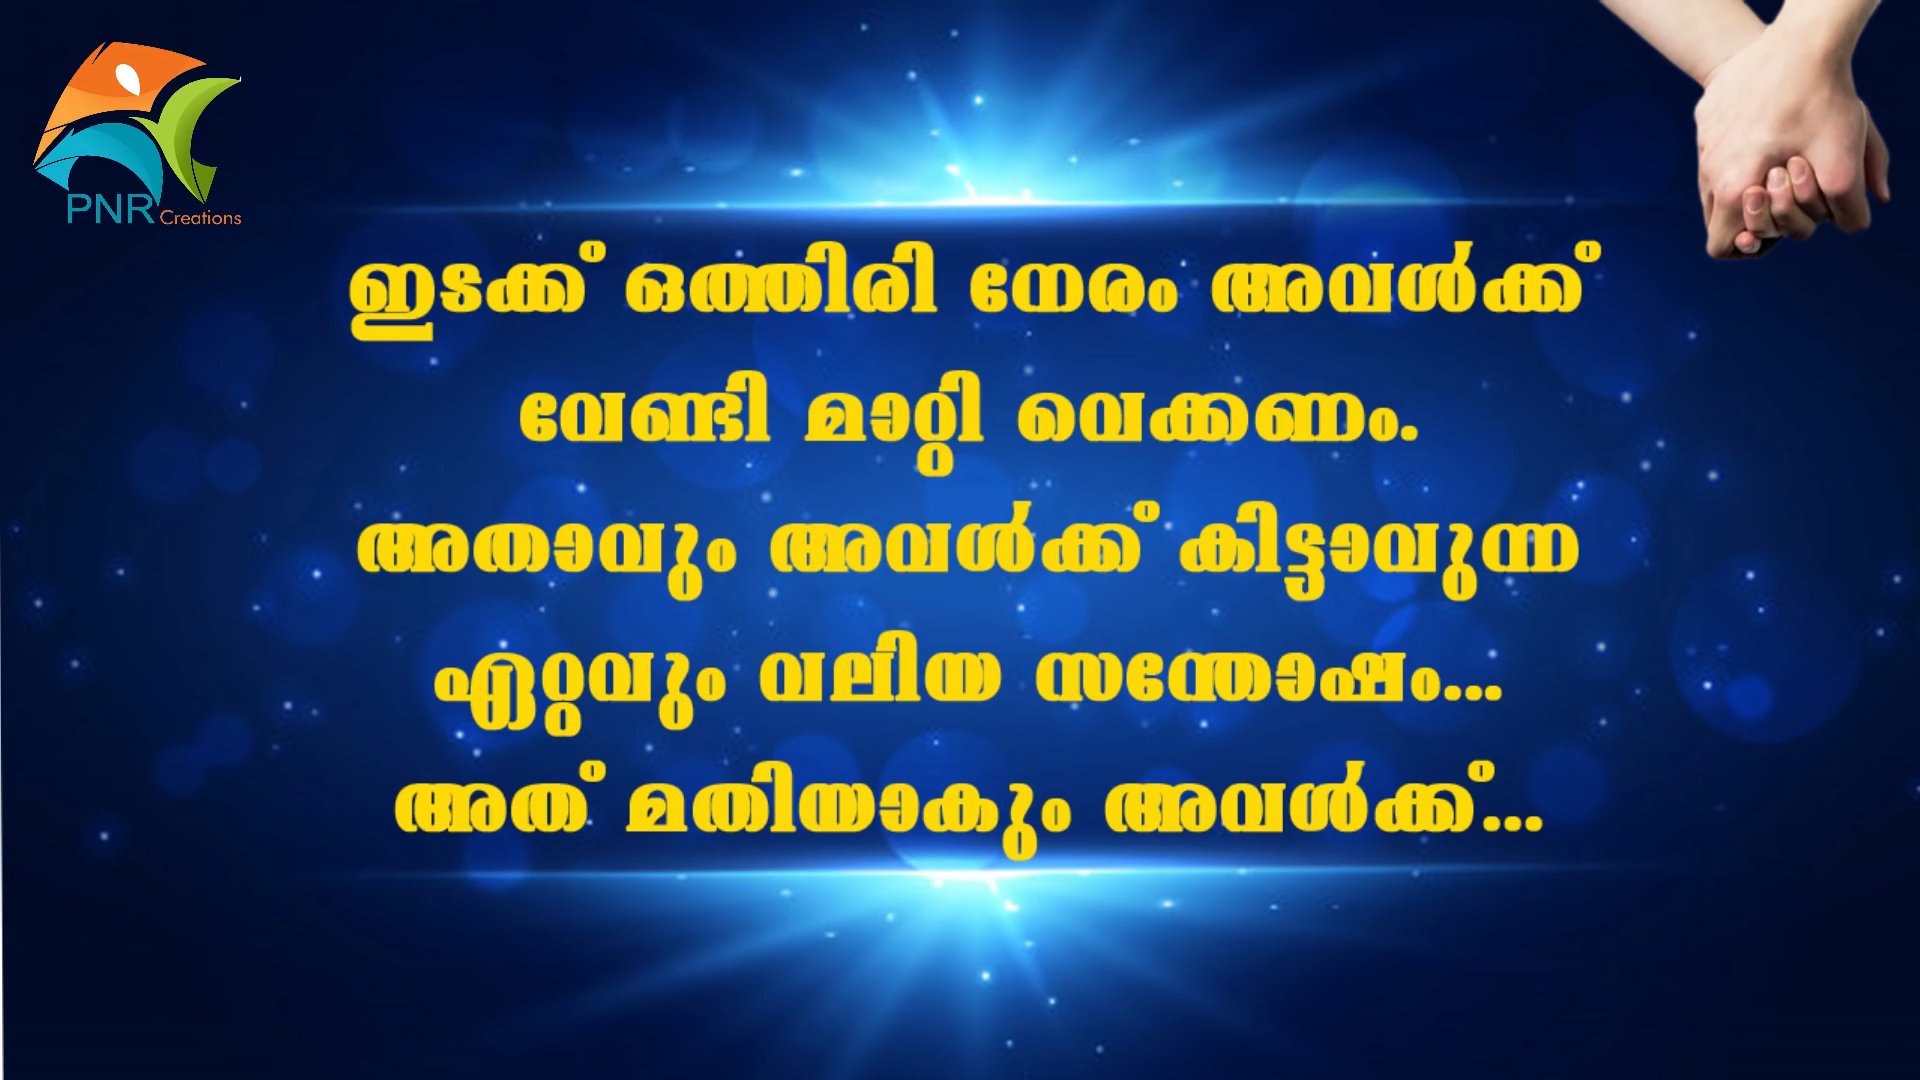 PNR Creations
ഇടക്ക് ഒത്തിരി നേരം അവൾക്ക്
വേണ്ടി മാറ്റി വെക്കണം.
അതാവും അവൾക്ക് കിട്ടാവുന്ന
ഏറ്റവും വലിയ സന്തോഷം...
അത് മതിയാകും അവൾക്ക്...